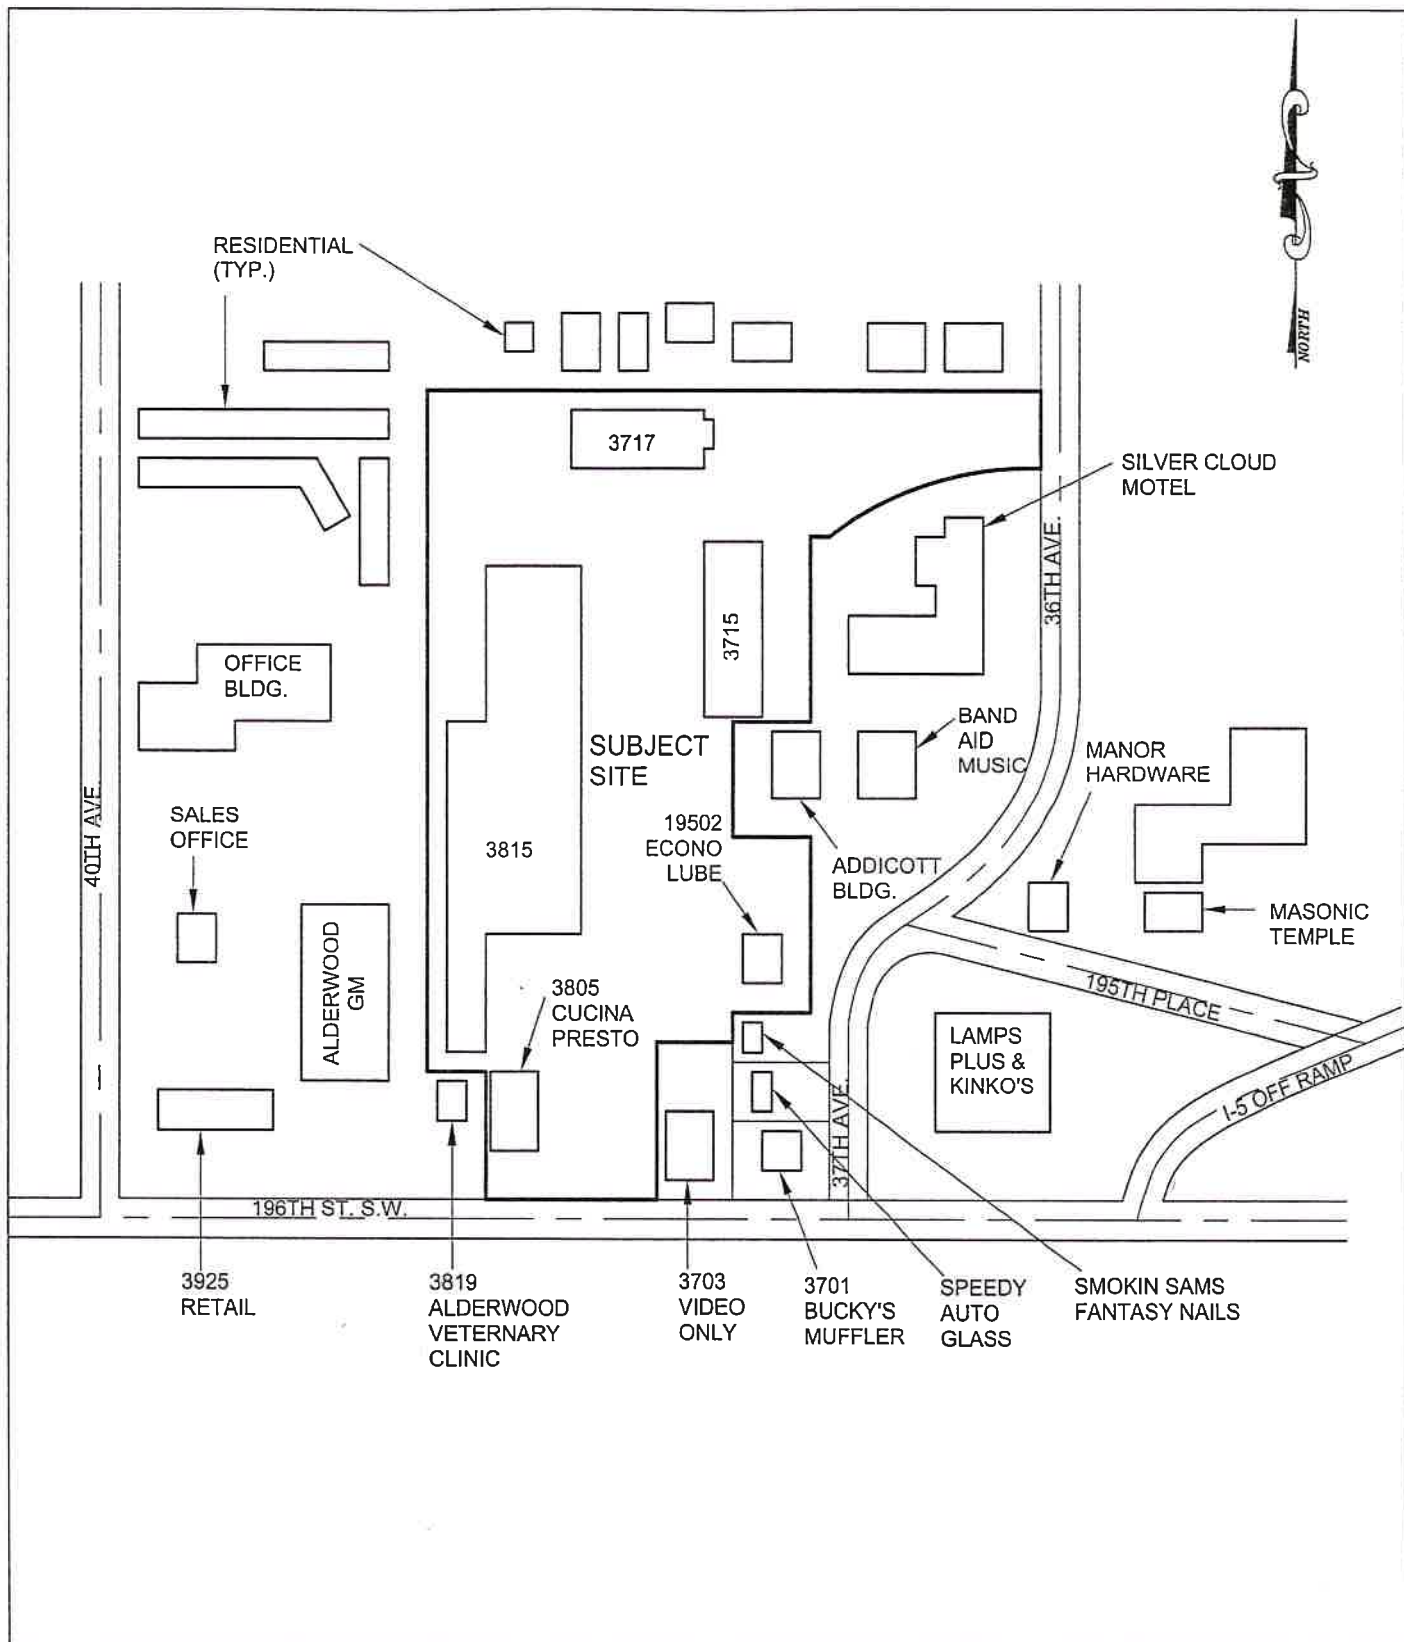 NORTH
RESIDENTIAL
(TYP.)
3717
SILVER CLOUD
MOTEL
36TH AVE.
3715
OFFICE
BLDG.
SUBJECT
SITE
BAND
AID
MUSIC
MANOR
HARDWARE
40TH AVE.
SALES
OFFICE
3815
19502
ECONO
LUBE
ADDICOTT
BLDG.
MASONIC
TEMPLE
ALDERWOOD
GM
3805
CUCINA
PRESTO
195TH PLACE
LAMPS
PLUS &
KINKO'S
I-5 OFF RAMP
37TH AVE.
196TH ST. S.W.
3925
RETAIL
3819
ALDERWOOD
VETERNARY
CLINIC
3703
VIDEO
ONLY
3701
BUCKY'S
MUFFLER
SPEEDY
AUTO
GLASS
SMOKIN SAMS
FANTASY NAILS